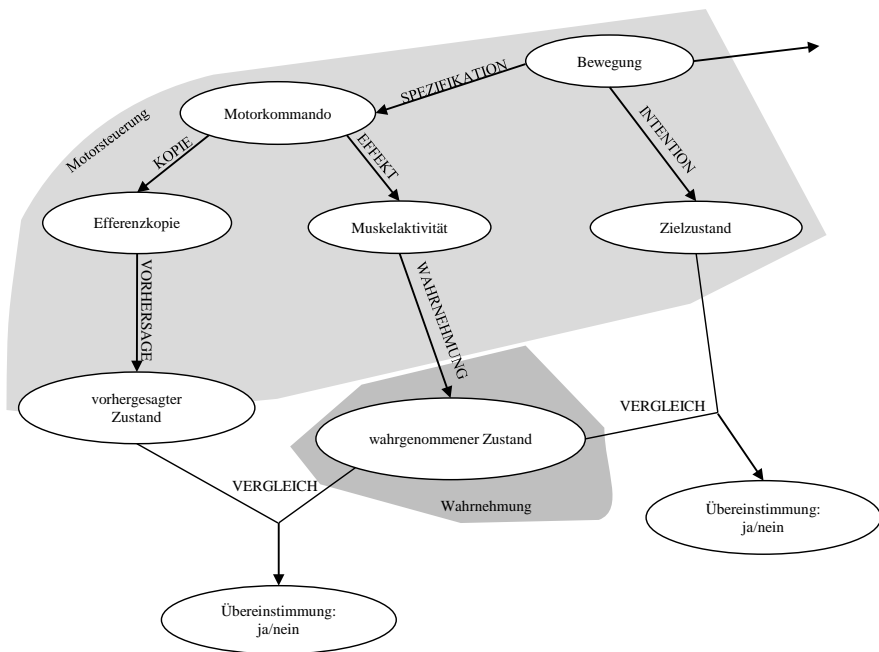 Bewegung
SPEZIFIKATION
Motorkommando
Motorsteuerung
KOPIE
EFFEKT
INTENTION
Efferenzkopie
Muskelaktivität
Zielzustand
VORHERSAGE
WAHRNEHMUNG
vorhergesagter
Zustand
wahrgenommener Zustand
VERGLEICH
VERGLEICH
Wahrnehmung
Übereinstimmung:
ja/nein
Übereinstimmung:
ja/nein